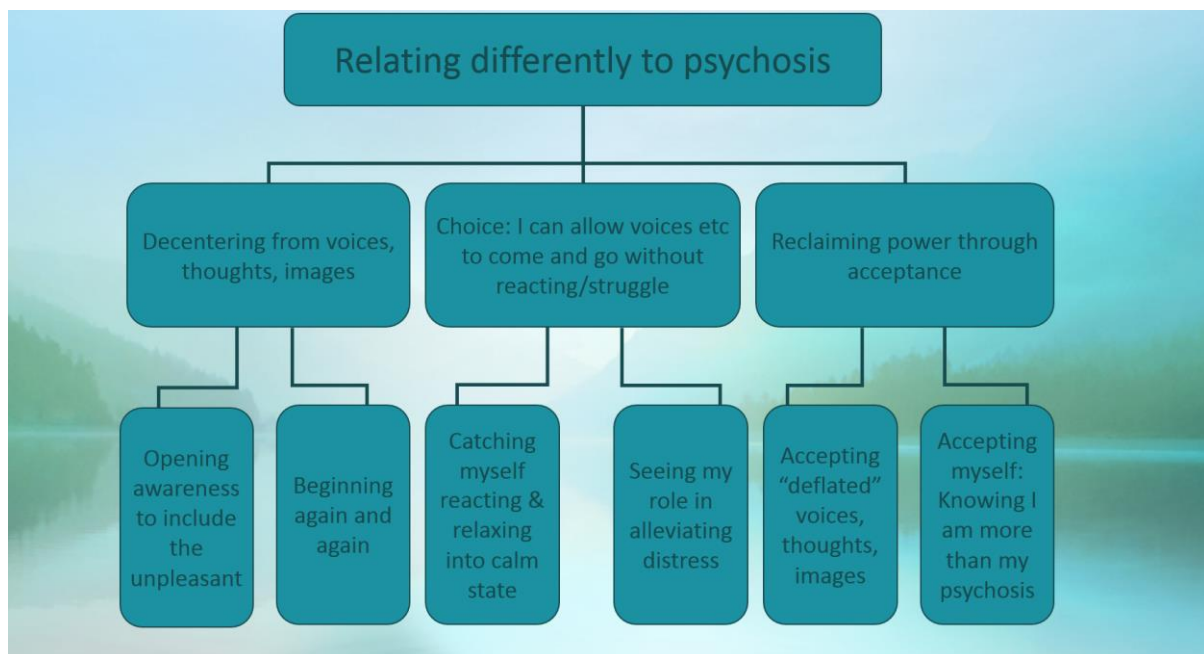 Relating differently to psychosis
Decentering from voices,
thoughts, images
Choice: I can allow voices etc
to come and go without
reacting/struggle
Reclaiming power through
acceptance
Opening
awareness
to include
the
unpleasant
Beginning
again and
again
Catching
myself
reacting &
relaxing
into calm
state
Seeing my
role in
alleviating
distress
Accepting
“deflated”
voices,
thoughts,
images
Accepting
myself:
Knowing I
am more
than my
psychosis